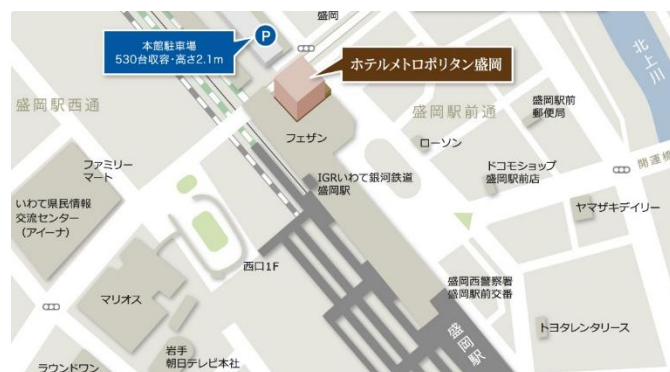 盛岡
本館駐車場
530台収容・高さ2.1m
P
ホテルメトロポリタン盛岡
北上川
盛岡駅西通
盛岡駅前通
盛岡駅前
郵便局
フェザン
ローソン
開運橋
ファミリー
マート
IGRいわて銀河鉄道
盛岡駅
ドコモショップ
盛岡駅前店
いわて県民情報
交流センター
(アイーナ)
ヤマザキデイリー
西口1F
マリオス
盛岡西警察署
盛岡駅前交番
盛岡駅
トヨタレンタリース
岩手
朝日テレビ本社
ラウンドワン